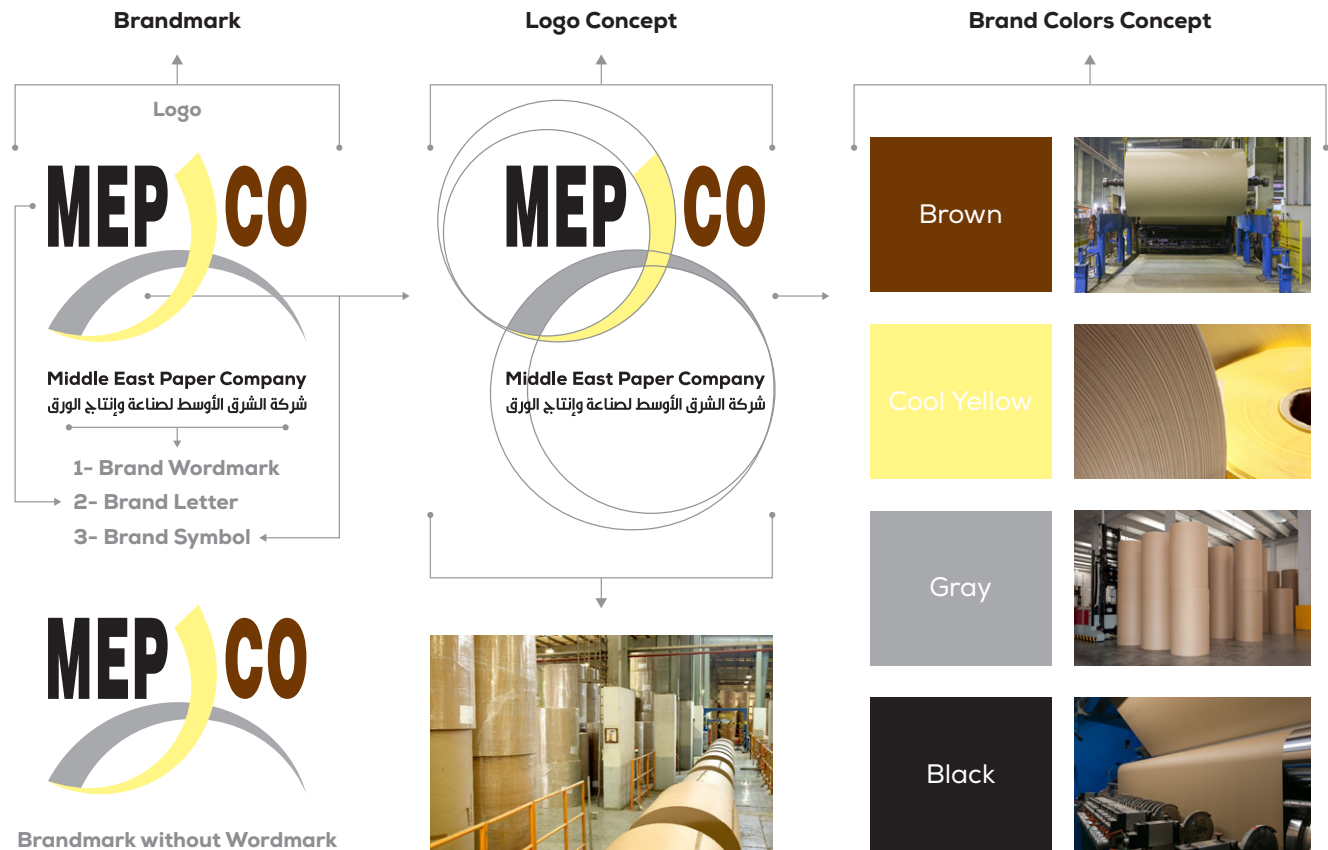 Brandmark
Logo
MEP CO
Middle East Paper Company
شركة الشرق الأوسط لصناعة وإنتاج الورق
1- Brand Wordmark
2- Brand Letter
3- Brand Symbol
MEP CO
Brandmark without Wordmark
Logo Concept
MEP CO
Middle East Paper Company
شركة الشرق الأوسط لصناعة وإنتاج الورق
Brand Colors Concept
Brown
Cool Yellow
Gray
Black